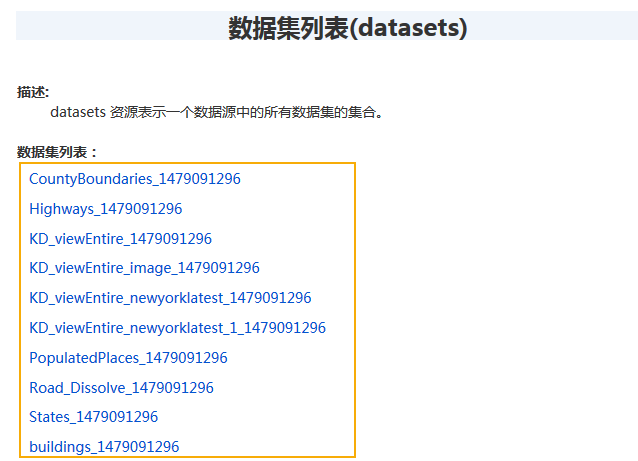 数据集列表(datasets)
描述:
datasets 资源表示一个数据源中的所有数据集的集合。
数据集列表：
CountyBoundaries_1479091296
Highways_1479091296
KD_viewEntire_1479091296
KD_viewEntire_image_1479091296
KD_viewEntire_newyorklatest_1479091296
KD_viewEntire_newyorklatest_1_1479091296
PopulatedPlaces_1479091296
Road_Dissolve_1479091296
States_1479091296
buildings_1479091296